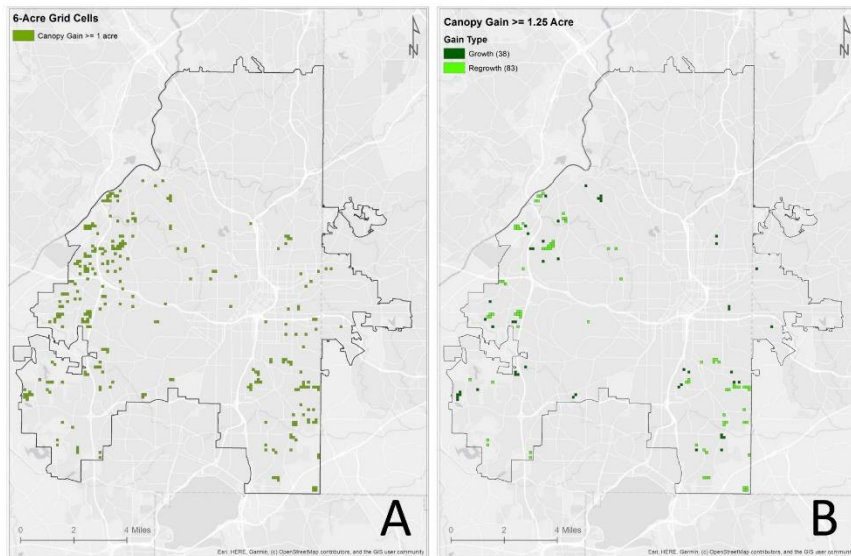 6-Acre Grid Cells
Canopy Gain >= 1 acre
N
0 2 4 Miles
A
Esri, HERE, Garmin, (c) OpenStreetMap contributors, and the GIS user community
Canopy Gain >= 1.25 Acre
Gain Type
Growth (38)
Regrowth (83)
N
0 2 4 Miles
B
Esri, HERE, Garmin, (c) OpenStreetMap contributors, and the GIS user community